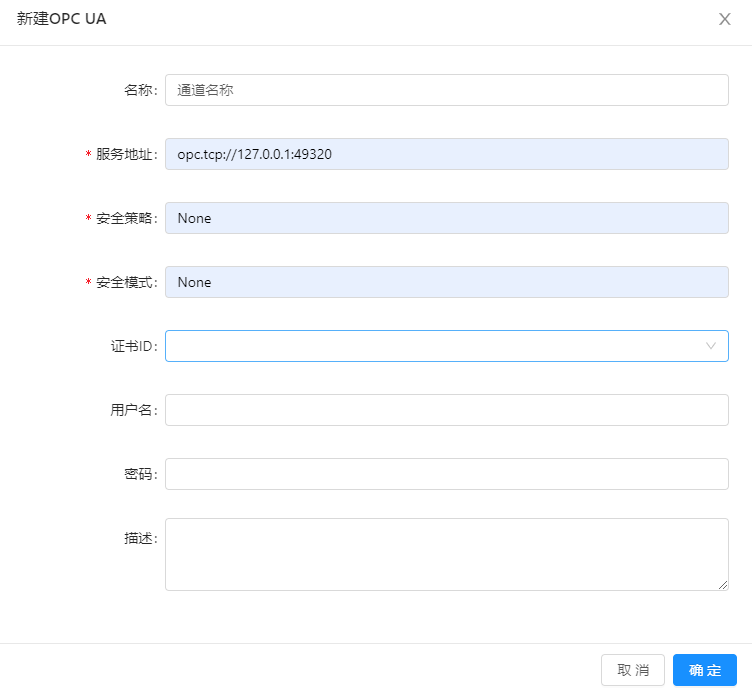 新建OPC UA
名称: 通道名称
* 服务地址: opc.tcp://127.0.0.1:49320
* 安全策略: None
* 安全模式: None
证书ID:
用户名:
密码:
描述:
取 消 确 定